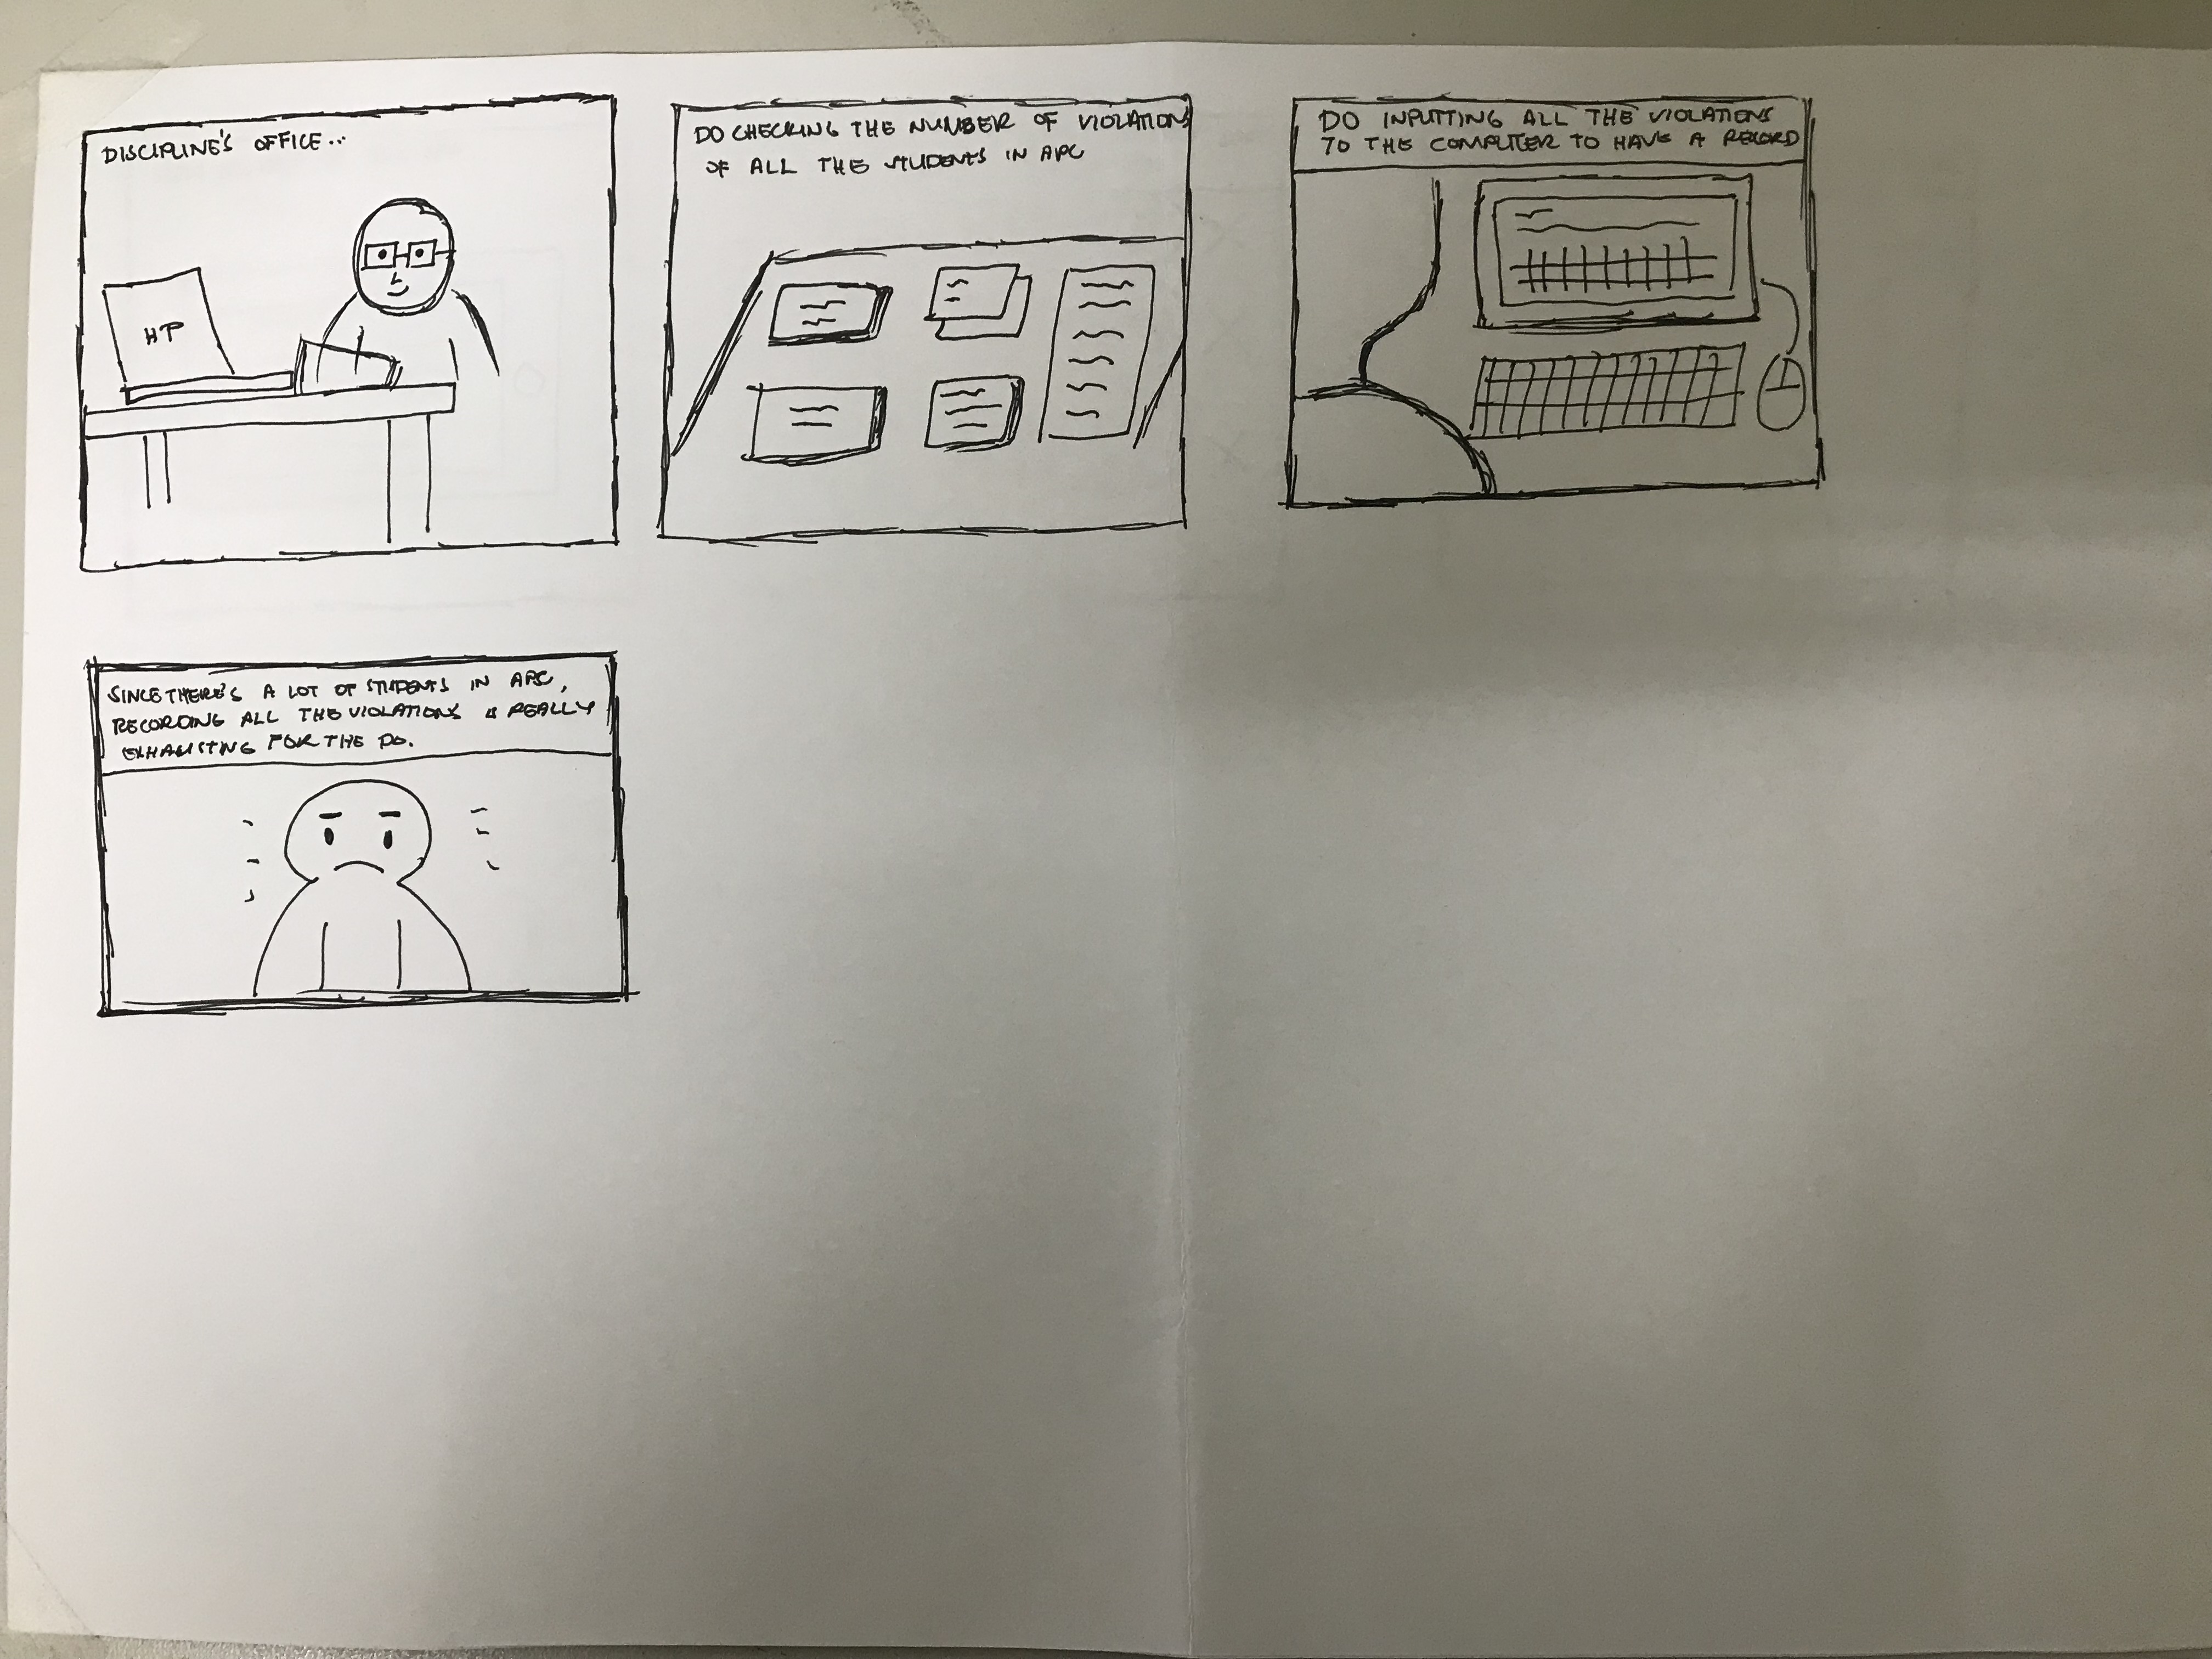 DISCIPLINE'S OFFICE...
HP
DO CHECKING THE NUMBER OF VIOLATIONS
OF ALL THE STUDENTS IN APC
DO INPUTTING ALL THE VIOLATIONS
TO THE COMPUTER TO HAVE A RECORD
SINCE THERE'S A LOT OF STUDENTS IN APC,
RECORDING ALL THE VIOLATIONS IS REALLY
EXHAUSTING FOR THE DO.